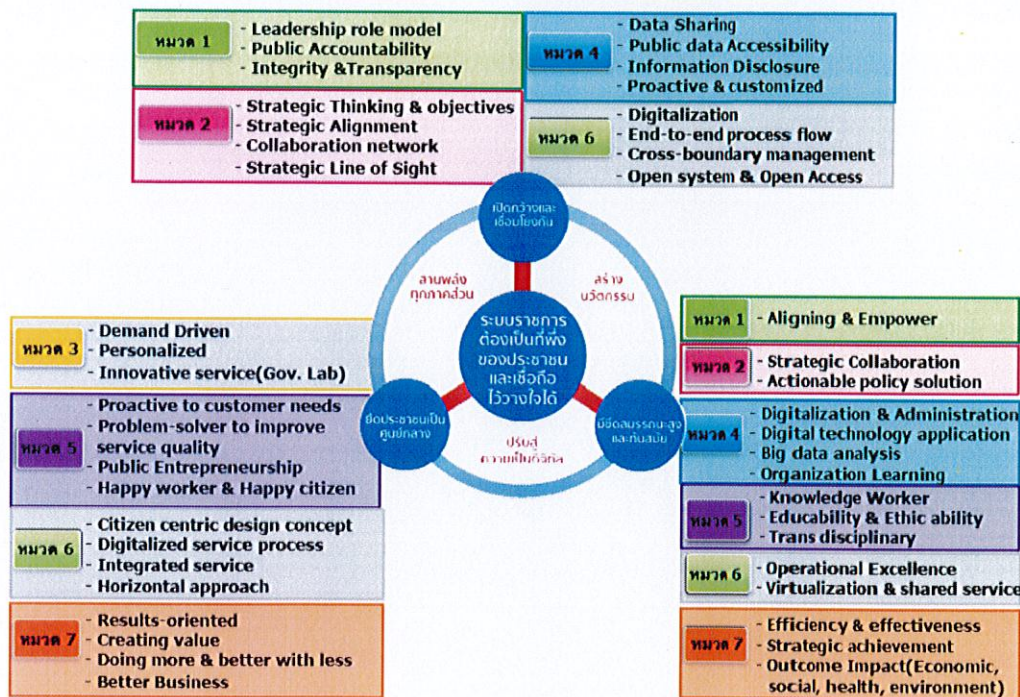 หมวด 1
- Leadership role model
- Public Accountability
- Integrity &Transparency
หมวด 2
- Strategic Thinking & objectives
- Strategic Alignment
- Collaboration network
- Strategic Line of Sight
หมวด 4
- Data Sharing
- Public data Accessibility
- Information Disclosure
- Proactive & customized
หมวด 6
- Digitalization
- End-to-end process flow
- Cross-boundary management
- Open system & Open Access
เปิดกว้างและ
เชื่อมโยงกัน
สานพลัง
ทุกภาคส่วน
สร้าง
นวัตกรรม
ระบบราชการ
ต้องเป็นที่พึ่ง
ของประชาชน
และเชื่อถือ
ไว้วางใจได้
ยึดประชาชนเป็น
ศูนย์กลาง
ปรับสู่
ความเป็นดิจิทัล
มีขีดสมรรถนะสูง
และทันสมัย
หมวด 3
- Demand Driven
- Personalized
- Innovative service(Gov. Lab)
หมวด 5
- Proactive to customer needs
- Problem-solver to improve
service quality
- Public Entrepreneurship
- Happy worker & Happy citizen
หมวด 6
- Citizen centric design concept
- Digitalized service process
- Integrated service
- Horizontal approach
หมวด 7
- Results-oriented
- Creating value
- Doing more & better with less
- Better Business
หมวด 1
- Aligning & Empower
หมวด 2
- Strategic Collaboration
- Actionable policy solution
หมวด 4
- Digitalization & Administration
- Digital technology application
- Big data analysis
- Organization Learning
หมวด 5
- Knowledge Worker
- Educability & Ethic ability
- Trans disciplinary
หมวด 6
- Operational Excellence
- Virtualization & shared service
หมวด 7
- Efficiency & effectiveness
- Strategic achievement
- Outcome Impact(Economic,
social, health, environment)